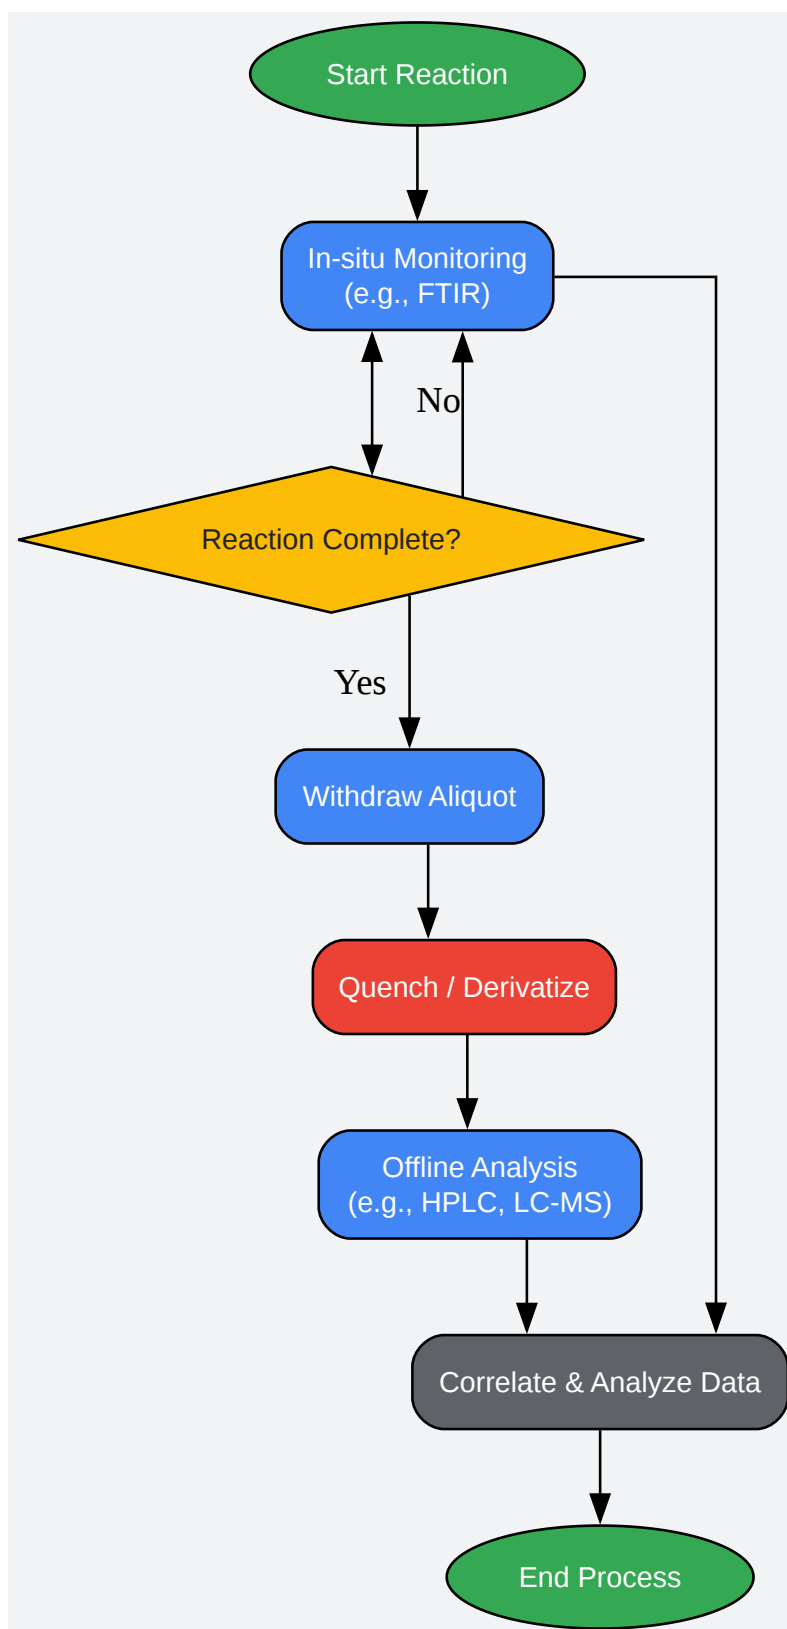 Start Reaction
In-situ Monitoring
(e.g., FTIR)
No
Reaction Complete?
Yes
Withdraw Aliquot
Quench / Derivatize
Offline Analysis
(e.g., HPLC, LC-MS)
Correlate & Analyze Data
End Process